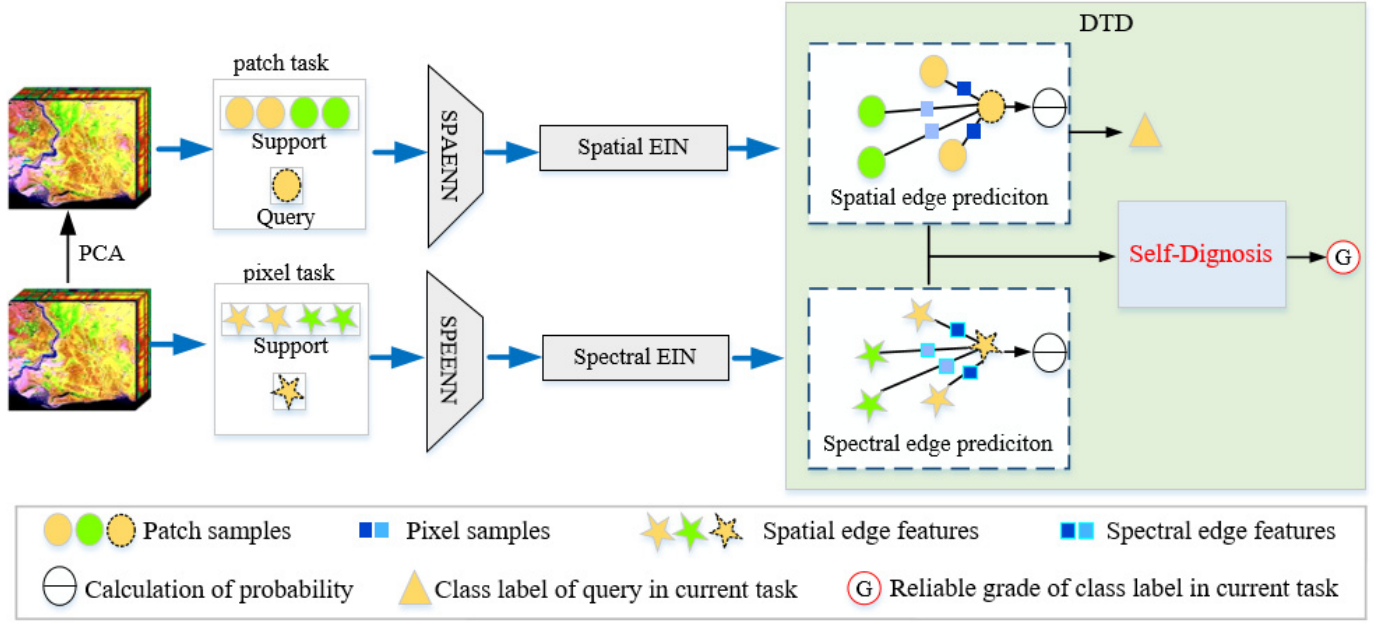 DTD
patch task
Support
Query
SPAENN
Spatial EIN
Spatial edge prediciton
PCA
Self-Dignosis
G
pixel task
Support
SPEENN
Spectral EIN
Spectral edge prediciton
Patch samples
Pixel samples
Spatial edge features
Spectral edge features
Calculation of probability
Class label of query in current task
G
Reliable grade of class label in current task